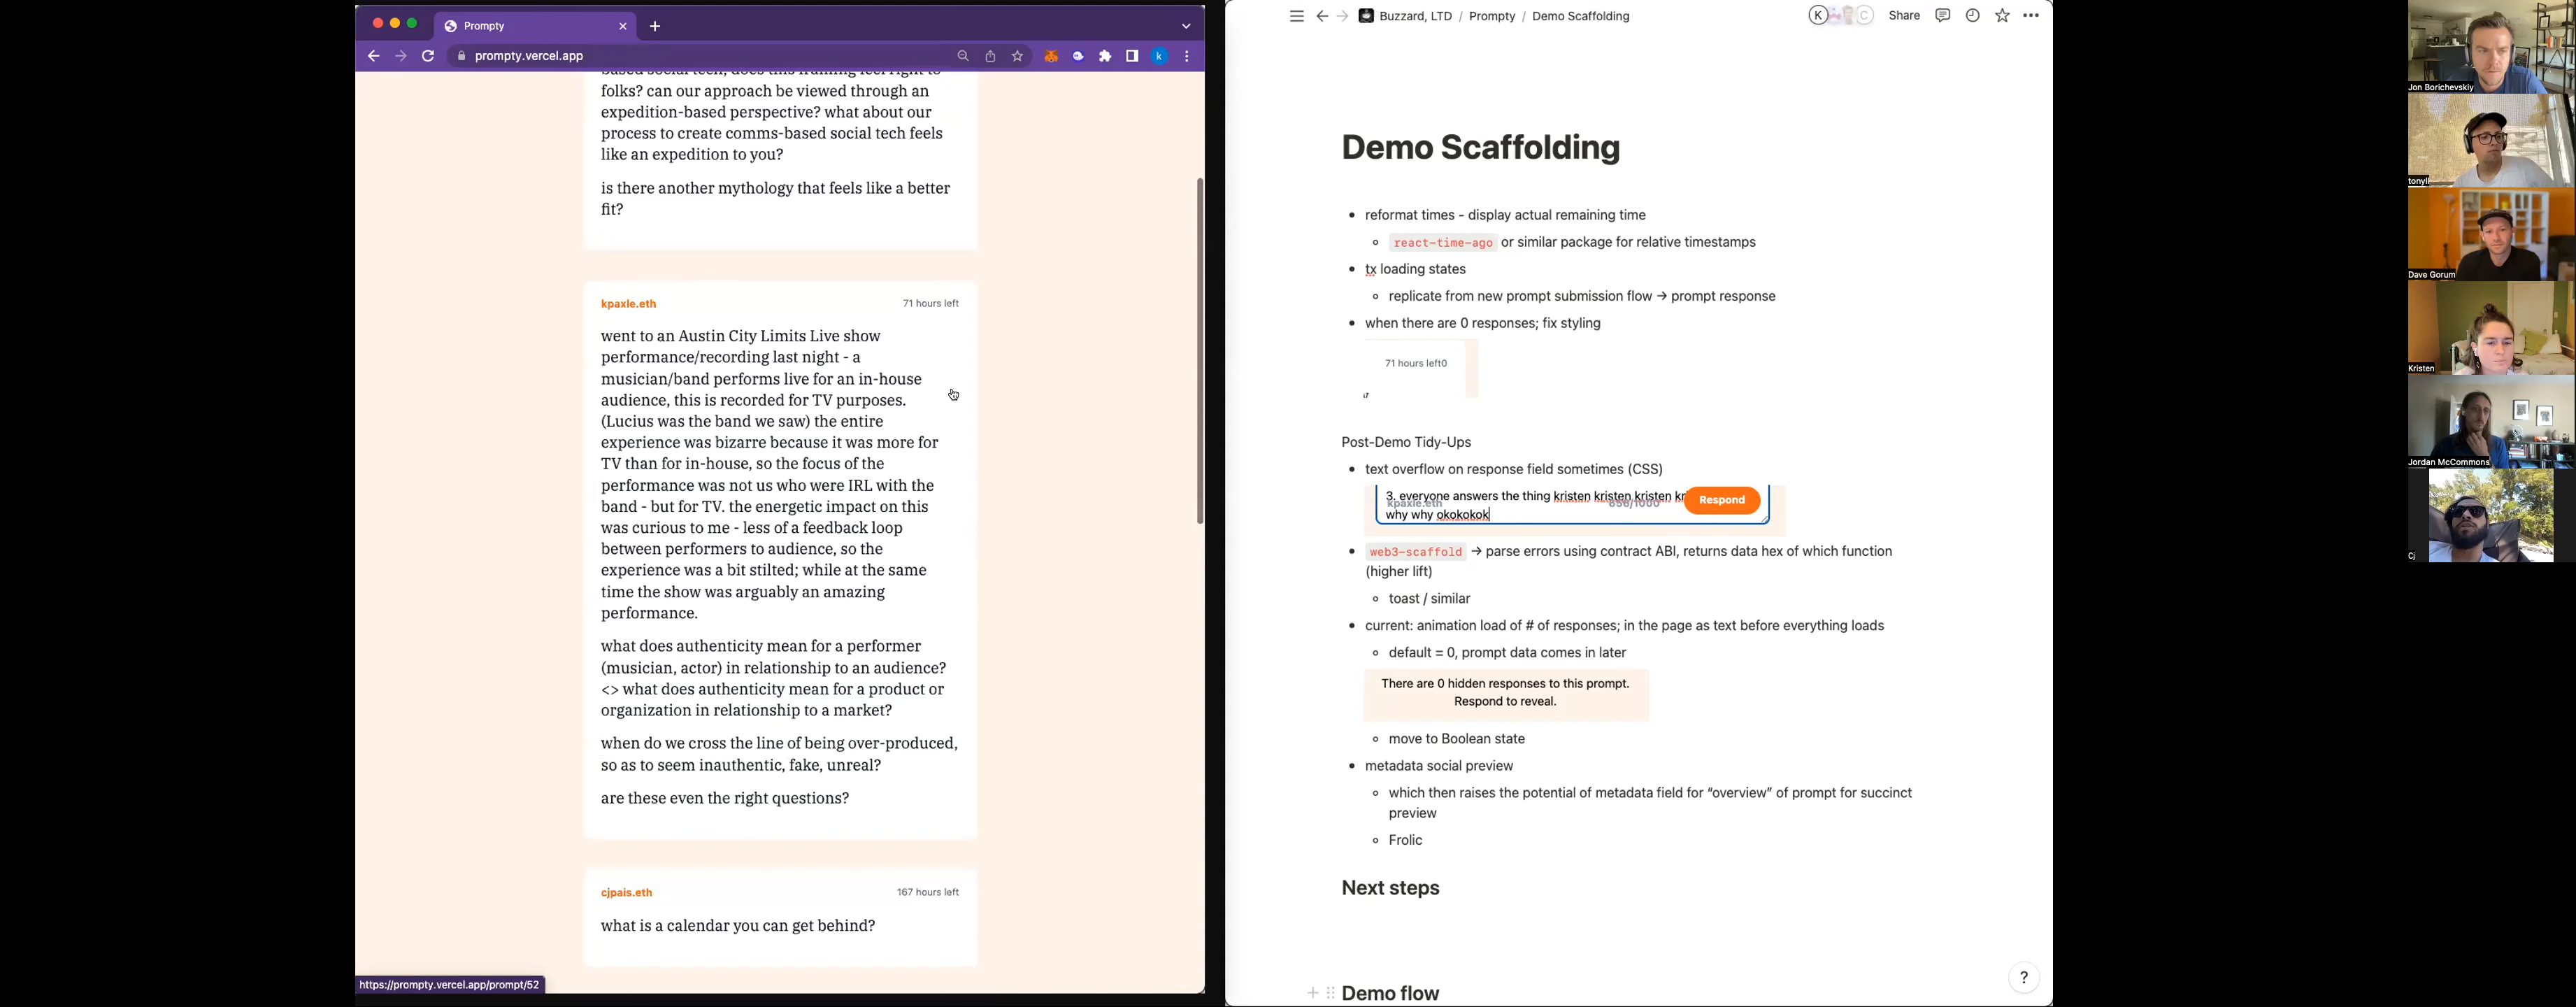 Prompty
prompty.vercel.app
k
folks? can our approach be viewed through an
expedition-based perspective? what about our
process to create comms-based social tech feels
like an expedition to you?
is there another mythology that feels like a better
fit?
kpaxle.eth
71 hours left
went to an Austin City Limits Live show
performance/recording last night - a
musician/band performs live for an in-house
audience, this is recorded for TV purposes.
(Lucius was the band we saw) the entire
experience was bizarre because it was more for
TV than for in-house, so the focus of the
performance was not us who were IRL with the
band - but for TV. the energetic impact on this
was curious to me - less of a feedback loop
between performers to audience, so the
experience was a bit stilted; while at the same
time the show was arguably an amazing
performance.
what does authenticity mean for a performer
(musician, actor) in relationship to an audience?
<> what does authenticity mean for a product or
organization in relationship to a market?
when do we cross the line of being over-produced,
so as to seem inauthentic, fake, unreal?
are these even the right questions?
cjpais.eth
167 hours left
what is a calendar you can get behind?
https://prompty.vercel.app/prompt/52
Buzzard, LTD / Prompty / Demo Scaffolding
K
C
Share
Demo Scaffolding
reformat times - display actual remaining time
react-time-ago or similar package for relative timestamps
tx loading states
replicate from new prompt submission flow → prompt response
when there are 0 responses; fix styling
71 hours left0
Post-Demo Tidy-Ups
text overflow on response field sometimes (CSS)
3. everyone answers the thing kristen kristen kristen
kpaxle.eth
/1000
Respond
why why okokokok
web3-scaffold → parse errors using contract ABI, returns data hex of which function
(higher lift)
toast / similar
current: animation load of # of responses; in the page as text before everything loads
default = 0, prompt data comes in later
There are 0 hidden responses to this prompt.
Respond to reveal.
move to Boolean state
metadata social preview
which then raises the potential of metadata field for “overview” of prompt for succinct
preview
Frolic
Next steps
Demo flow
?
Jon Borichevskiy
tonyll
Dave Gorum
Kristen
Jordan McCommons
Cj